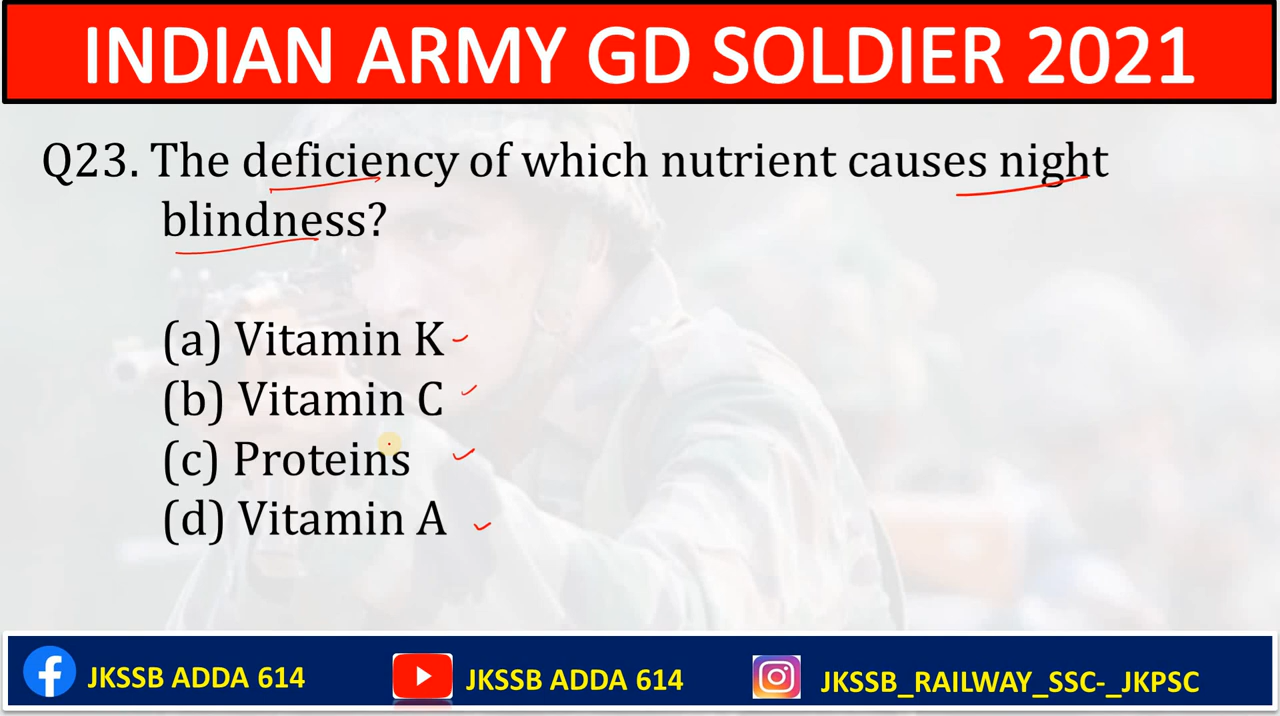 INDIAN ARMY GD SOLDIER 2021
Q23. The deficiency of which nutrient causes night
blindness?
(a) Vitamin K
(b) Vitamin C
(c) Proteins
(d) Vitamin A
JKSSB ADDA 614
JKSSB ADDA 614
JKSSB_RAILWAY_SSC-_JKPSC